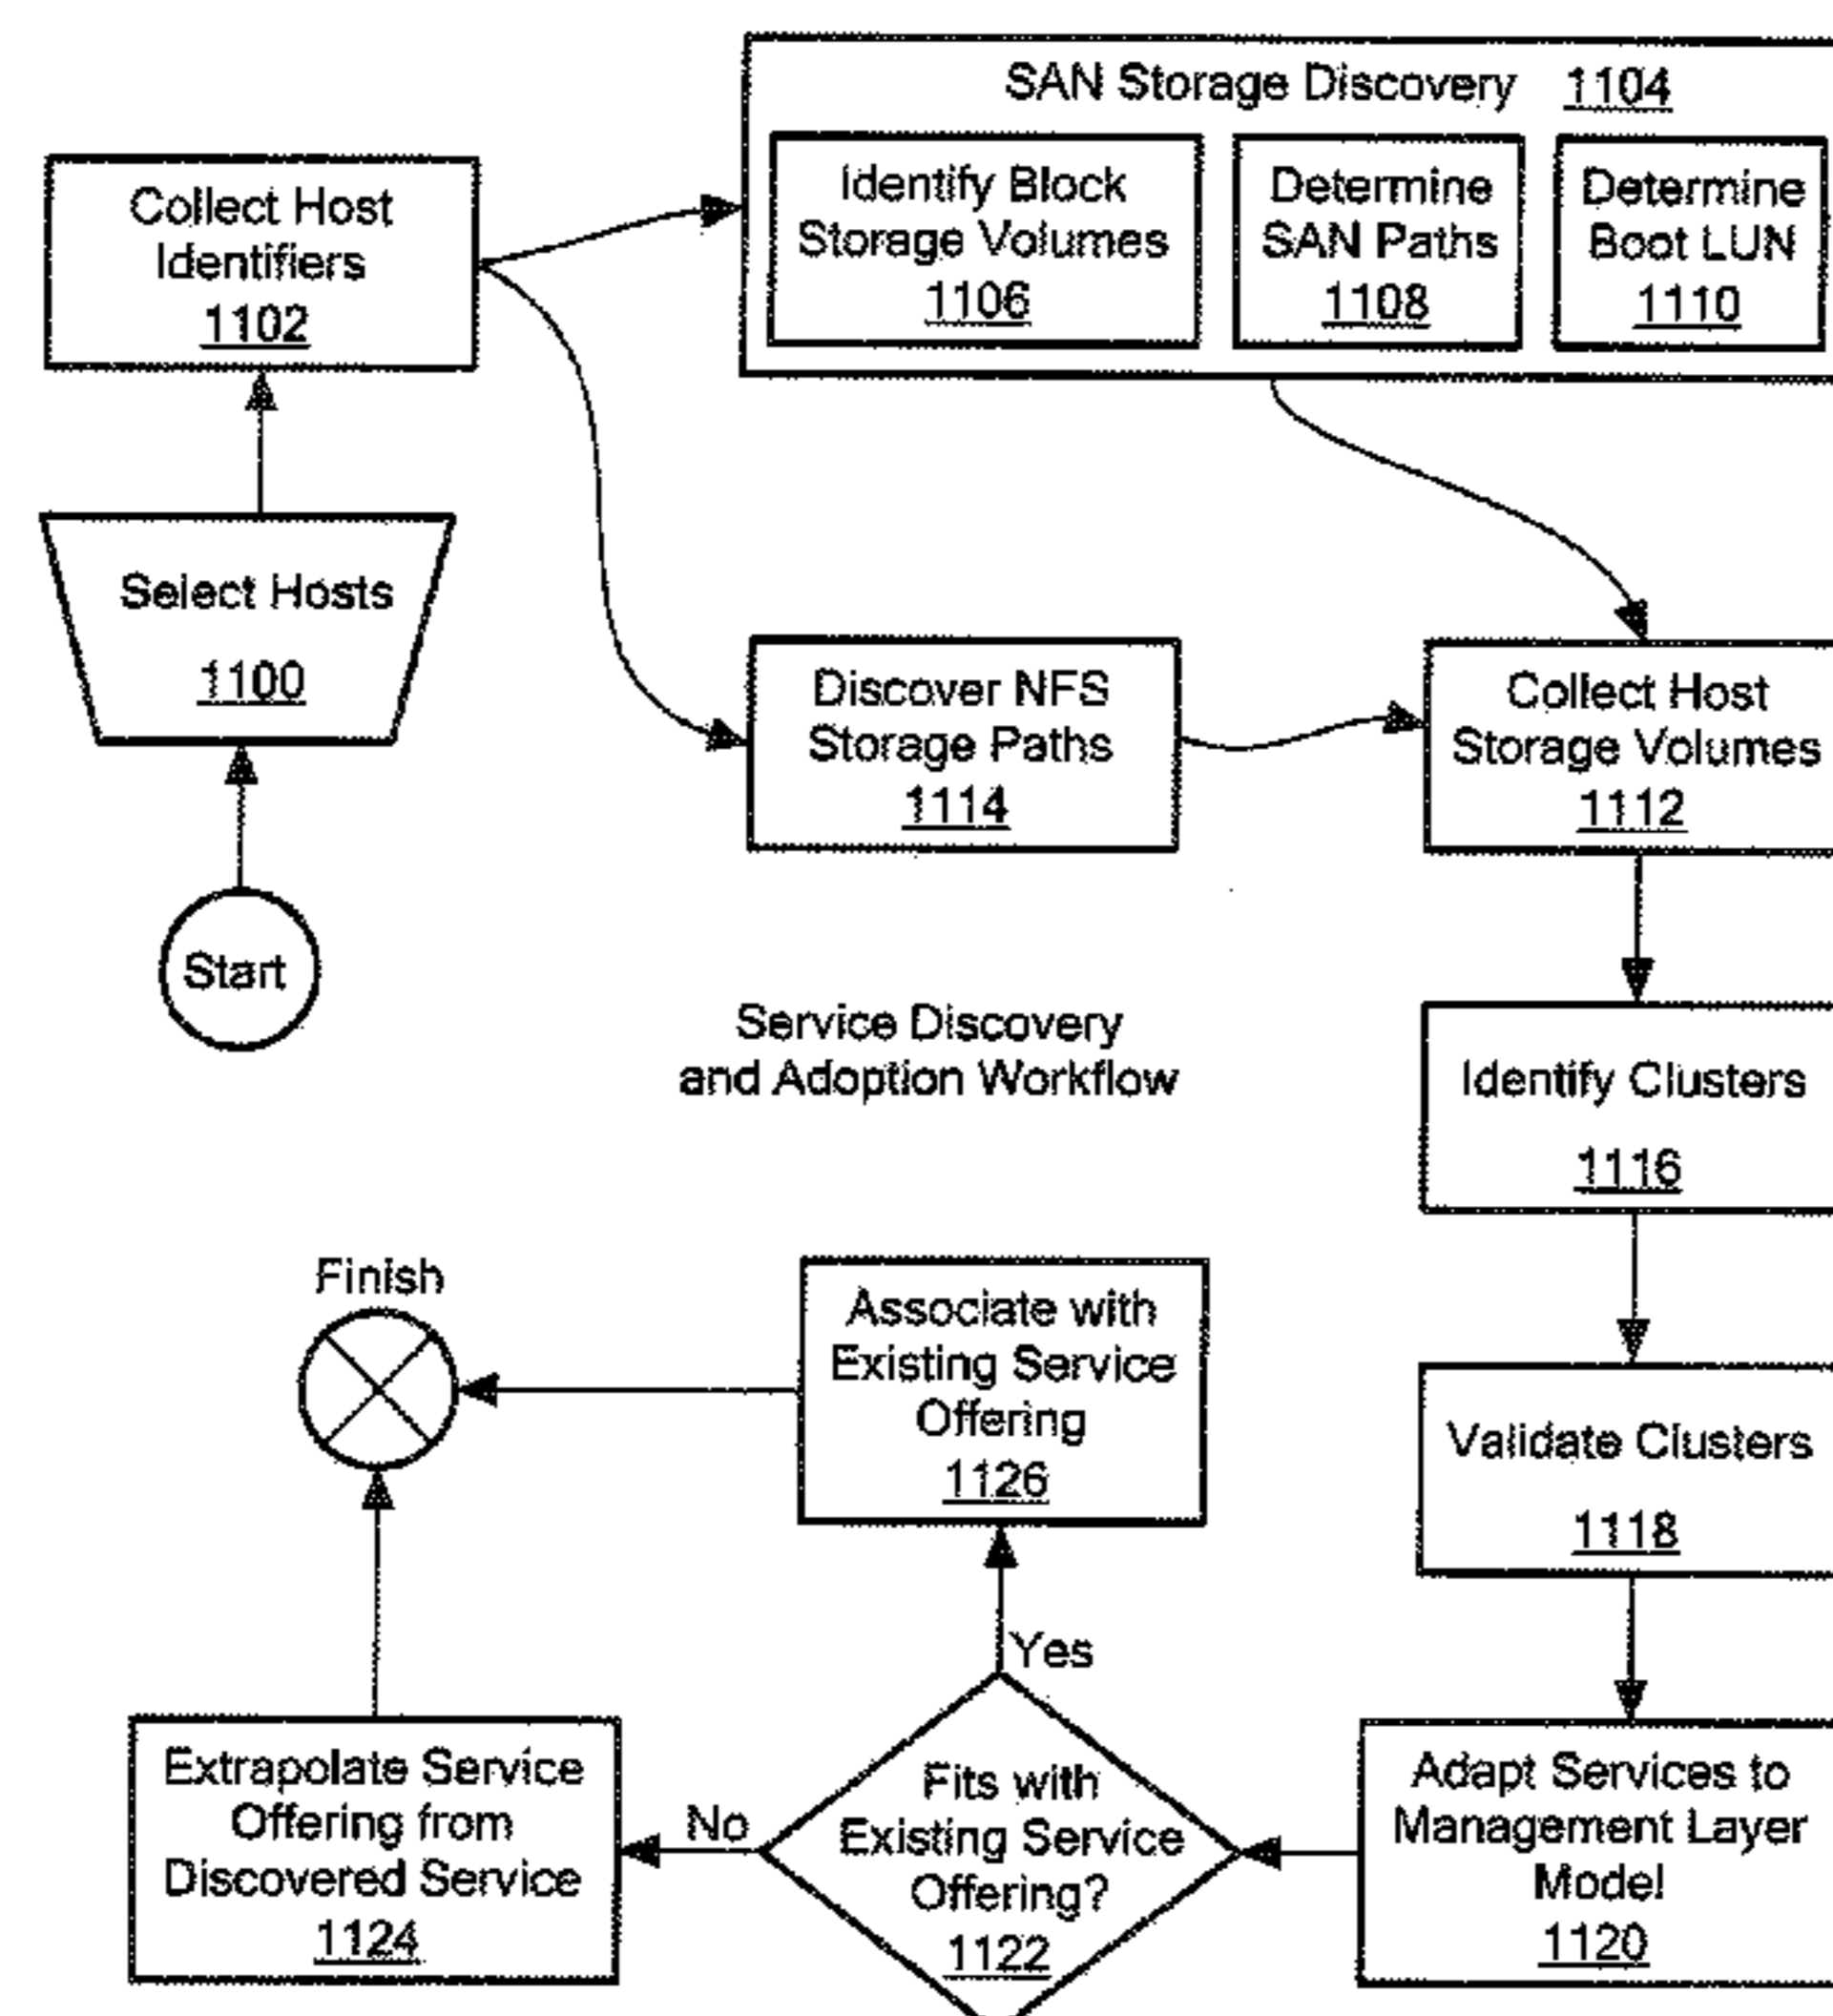 SAN Storage Discovery 1104
Identify Block
Storage Volumes
1106
Determine
SAN Paths
1108
Determine
Boot LUN
1110
Collect Host
Identifiers
1102
Select Hosts
1100
Start
Discover NFS
Storage Paths
1114
Collect Host
Storage Volumes
1112
Service Discovery
and Adoption Workflow
Identify Clusters
1116
Validate Clusters
1118
Adapt Services to
Management Layer
Model
1120
Fits with
Existing Service
Offering?
1122
Yes
No
Associate with
Existing Service
Offering
1126
Extrapolate Service
Offering from
Discovered Service
1124
Finish